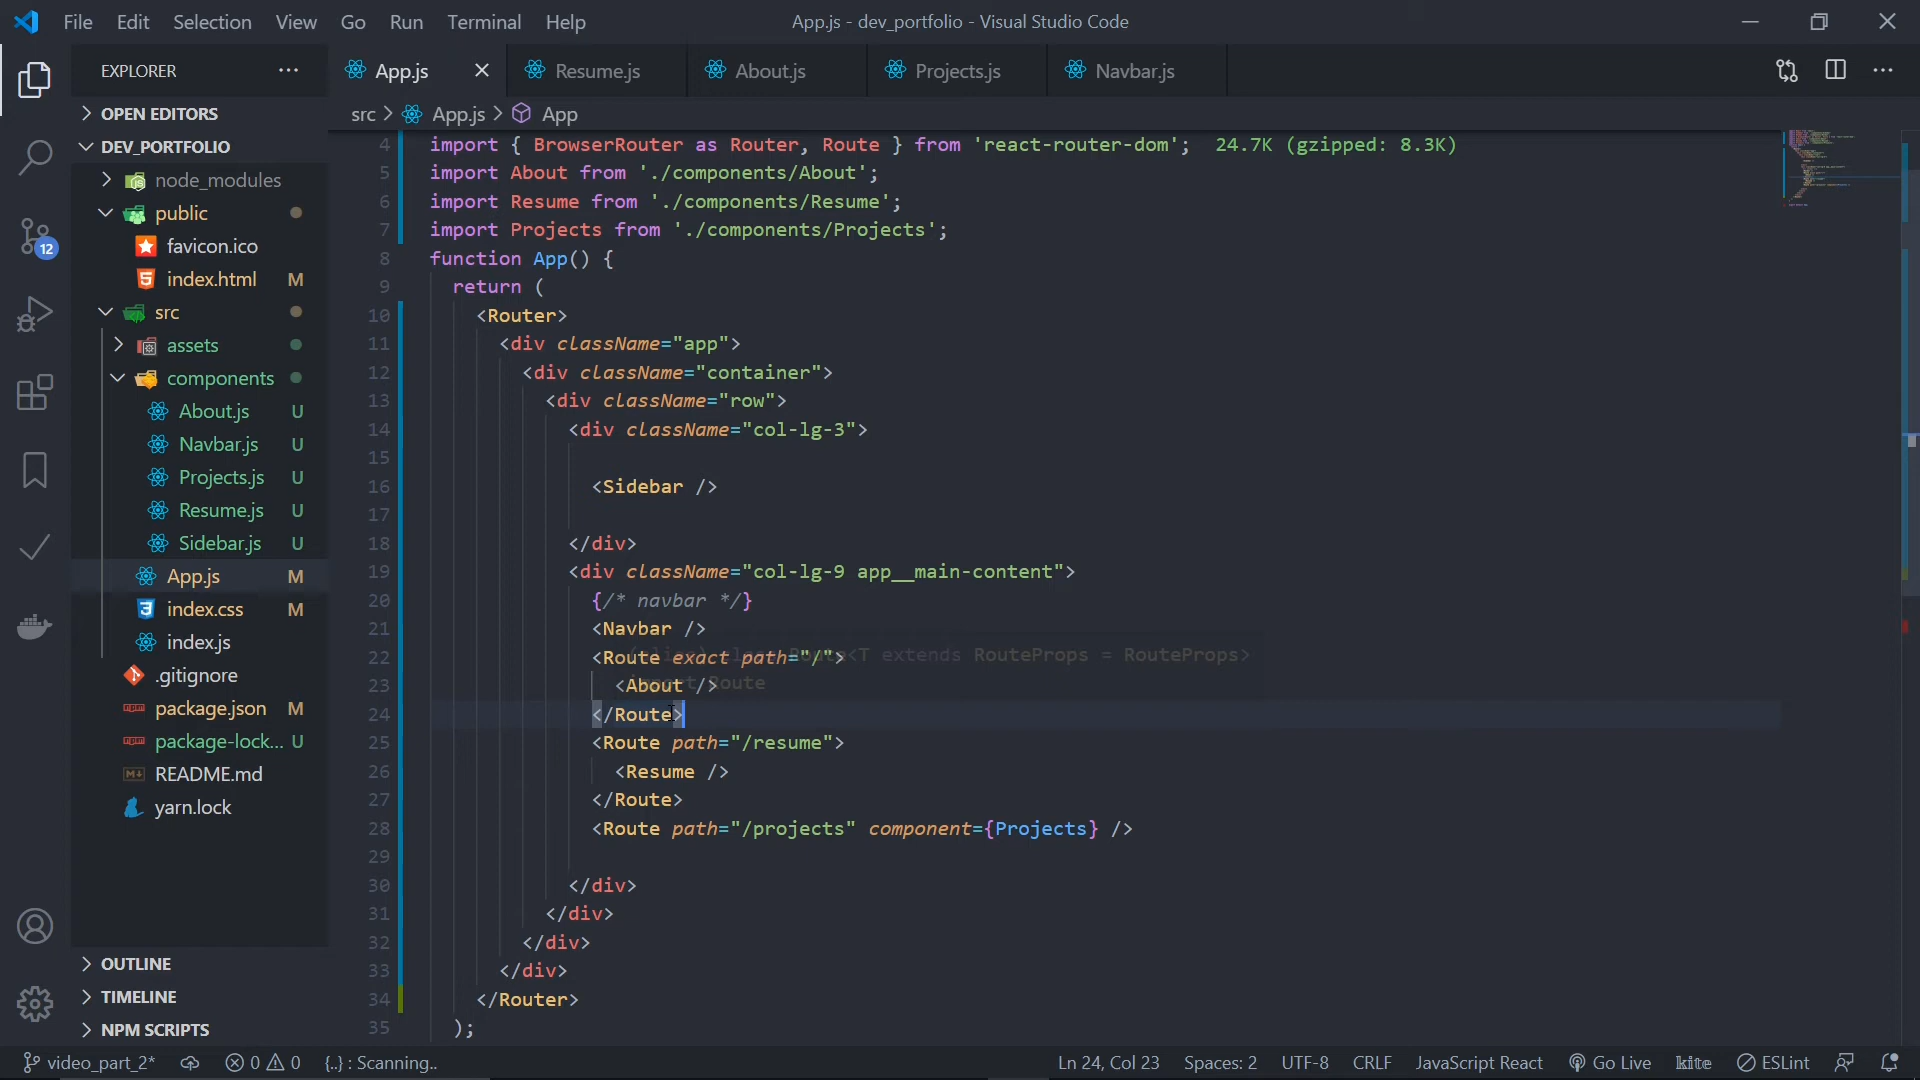 File Edit Selection View Go Run Terminal Help
App.js - dev_portfolio - Visual Studio Code
EXPLORER
App.js
Resume.js
About.js
Projects.js
Navbar.js
OPEN EDITORS
DEV_PORTFOLIO
node_modules
public
favicon.ico
index.html M
src
assets
components
About.js U
Navbar.js U
Projects.js U
Resume.js U
Sidebar.js U
App.js M
index.css M
index.js
.gitignore
package.json M
package-lock... U
README.md
yarn.lock
OUTLINE
TIMELINE
NPM SCRIPTS
12
src > App.js > App
4 import { BrowserRouter as Router, Route } from 'react-router-dom'; 24.7K (gzipped: 8.3K)
5 import About from './components/About';
6 import Resume from './components/Resume';
7 import Projects from './components/Projects';
8 function App() {
9 return (
10 <Router>
11 <div className="app">
12 <div className="container">
13 <div className="row">
14 <div className="col-lg-3">
15
16 <Sidebar />
17
18 </div>
19 <div className="col-lg-9 app__main-content">
20 {/* navbar */}
21 <Navbar />
22 <Route exact path="/">
23 <About />
24 </Route>
25 <Route path="/resume">
26 <Resume />
27 </Route>
28 <Route path="/projects" component={Projects} />
29
30 </div>
31 </div>
32 </div>
33 </div>
34 </Router>
35 );
video_part_2* 0 0 {..} : Scanning.. Ln 24, Col 23 Spaces: 2 UTF-8 CRLF JavaScript React Go Live kite ESLint